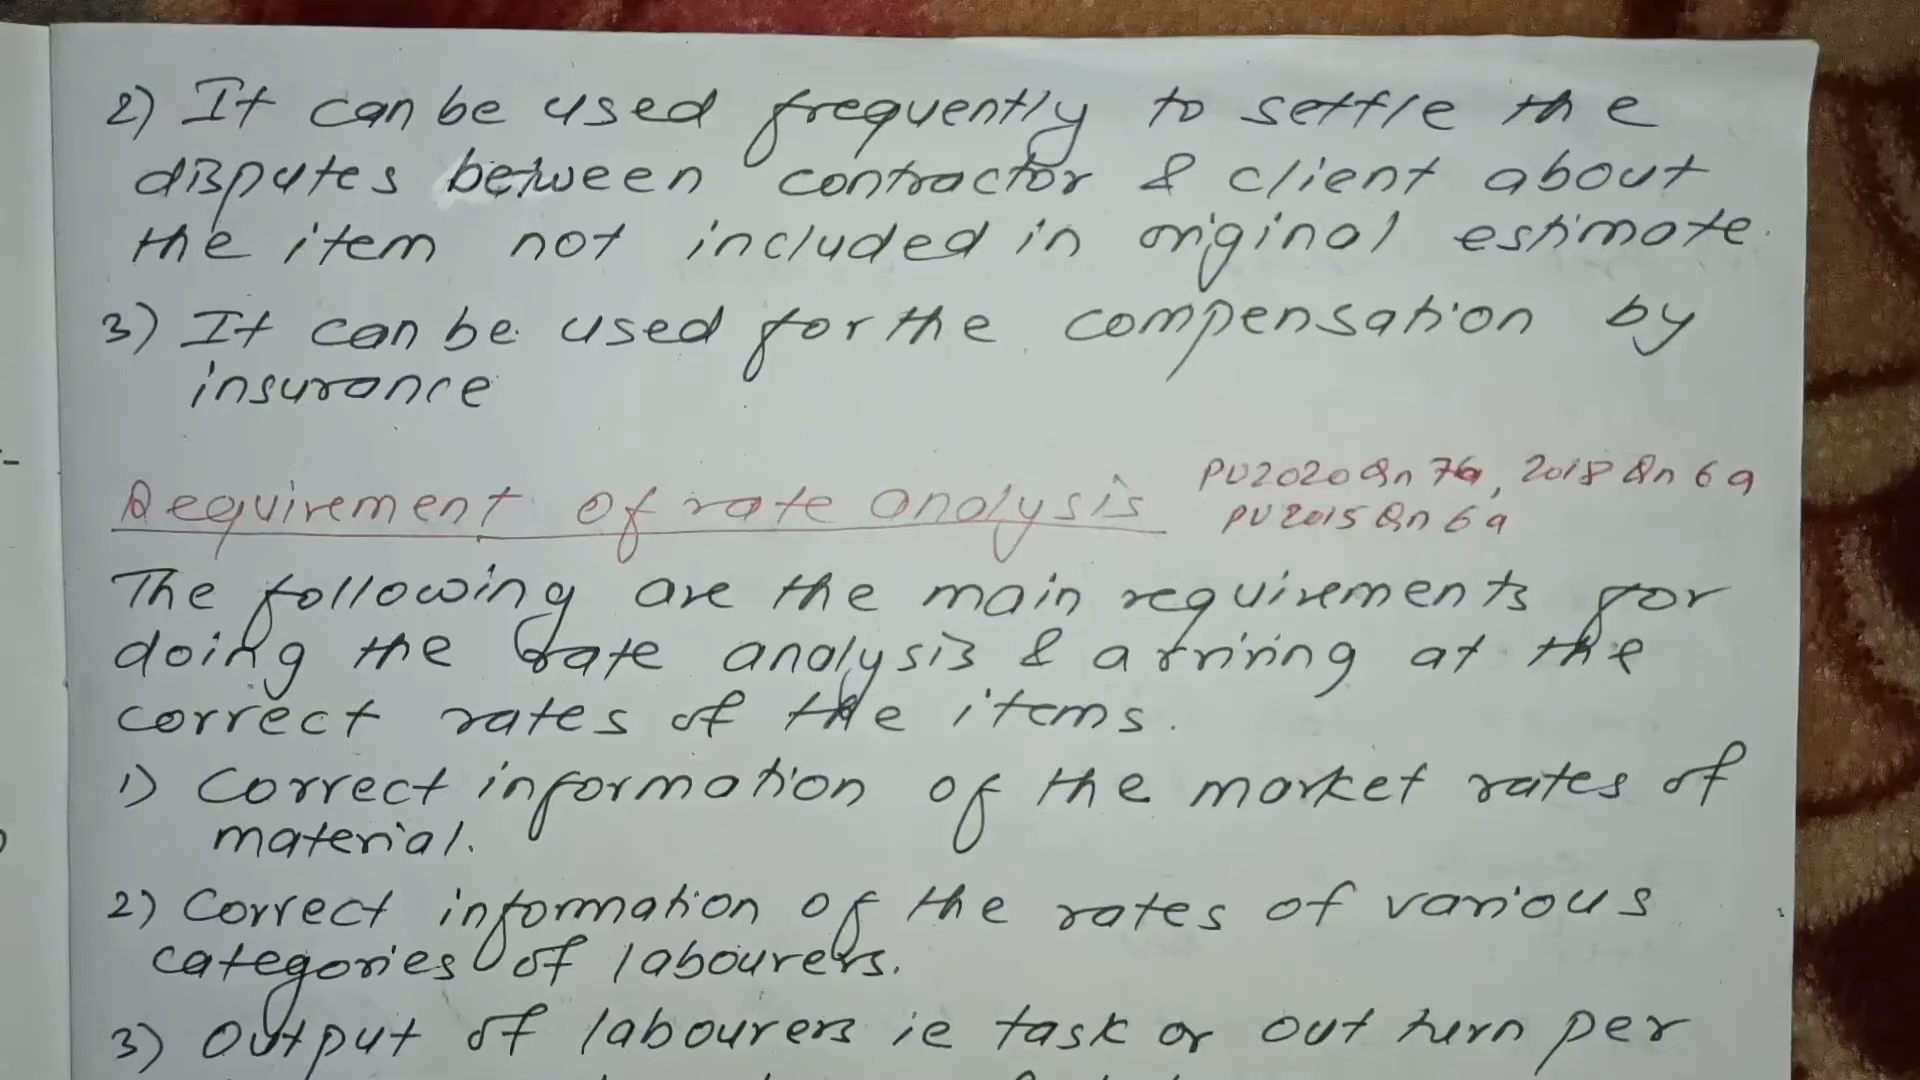 2) It can be used frequently to settle the
disputes between contractor & client about
the item not included in original estimate.
3) It can be used for the compensation by
insurance
Requirement of rate analysis PU2020 Qn 7a, 2018 Qn 6a
PU 2015 Qn 6a
The following are the main requirements for
doing the rate analysis & arriving at the
correct rates of the items.
1) Correct information of the market rates of
material.
2) Correct information of the rates of various
categories of labourers.
3) Output of labourers ie task or out turn per